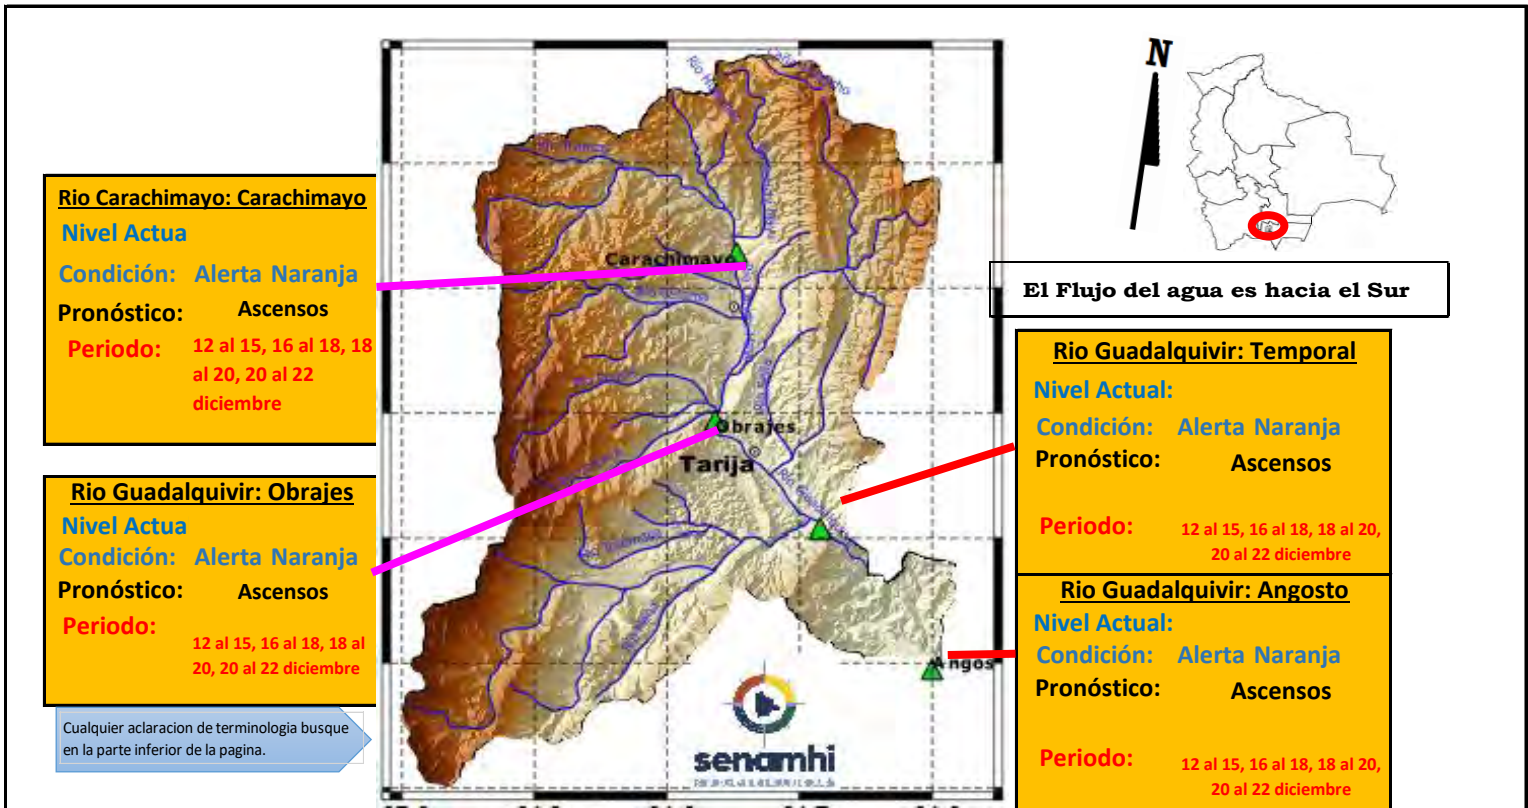 N
El Flujo del agua es hacia el Sur
Rio Carachimayo: Carachimayo
Nivel Actua
Condición: Alerta Naranja
Pronóstico: Ascensos
Periodo: 12 al 15, 16 al 18, 18
al 20, 20 al 22
diciembre
Rio Guadalquivir: Obrajes
Nivel Actua
Condición: Alerta Naranja
Pronóstico: Ascensos
Periodo:
12 al 15, 16 al 18, 18 al
20, 20 al 22 diciembre
Cualquier aclaracion de terminologia busque
en la parte inferior de la pagina.
Carachimayo
Obrajes
Tarija
Angos
senamhi
Rio Guadalquivir: Temporal
Nivel Actual:
Condición: Alerta Naranja
Pronóstico: Ascensos
Periodo: 12 al 15, 16 al 18, 18 al 20,
20 al 22 diciembre
Rio Guadalquivir: Angosto
Nivel Actual:
Condición: Alerta Naranja
Pronóstico: Ascensos
Periodo: 12 al 15, 16 al 18, 18 al 20,
20 al 22 diciembre